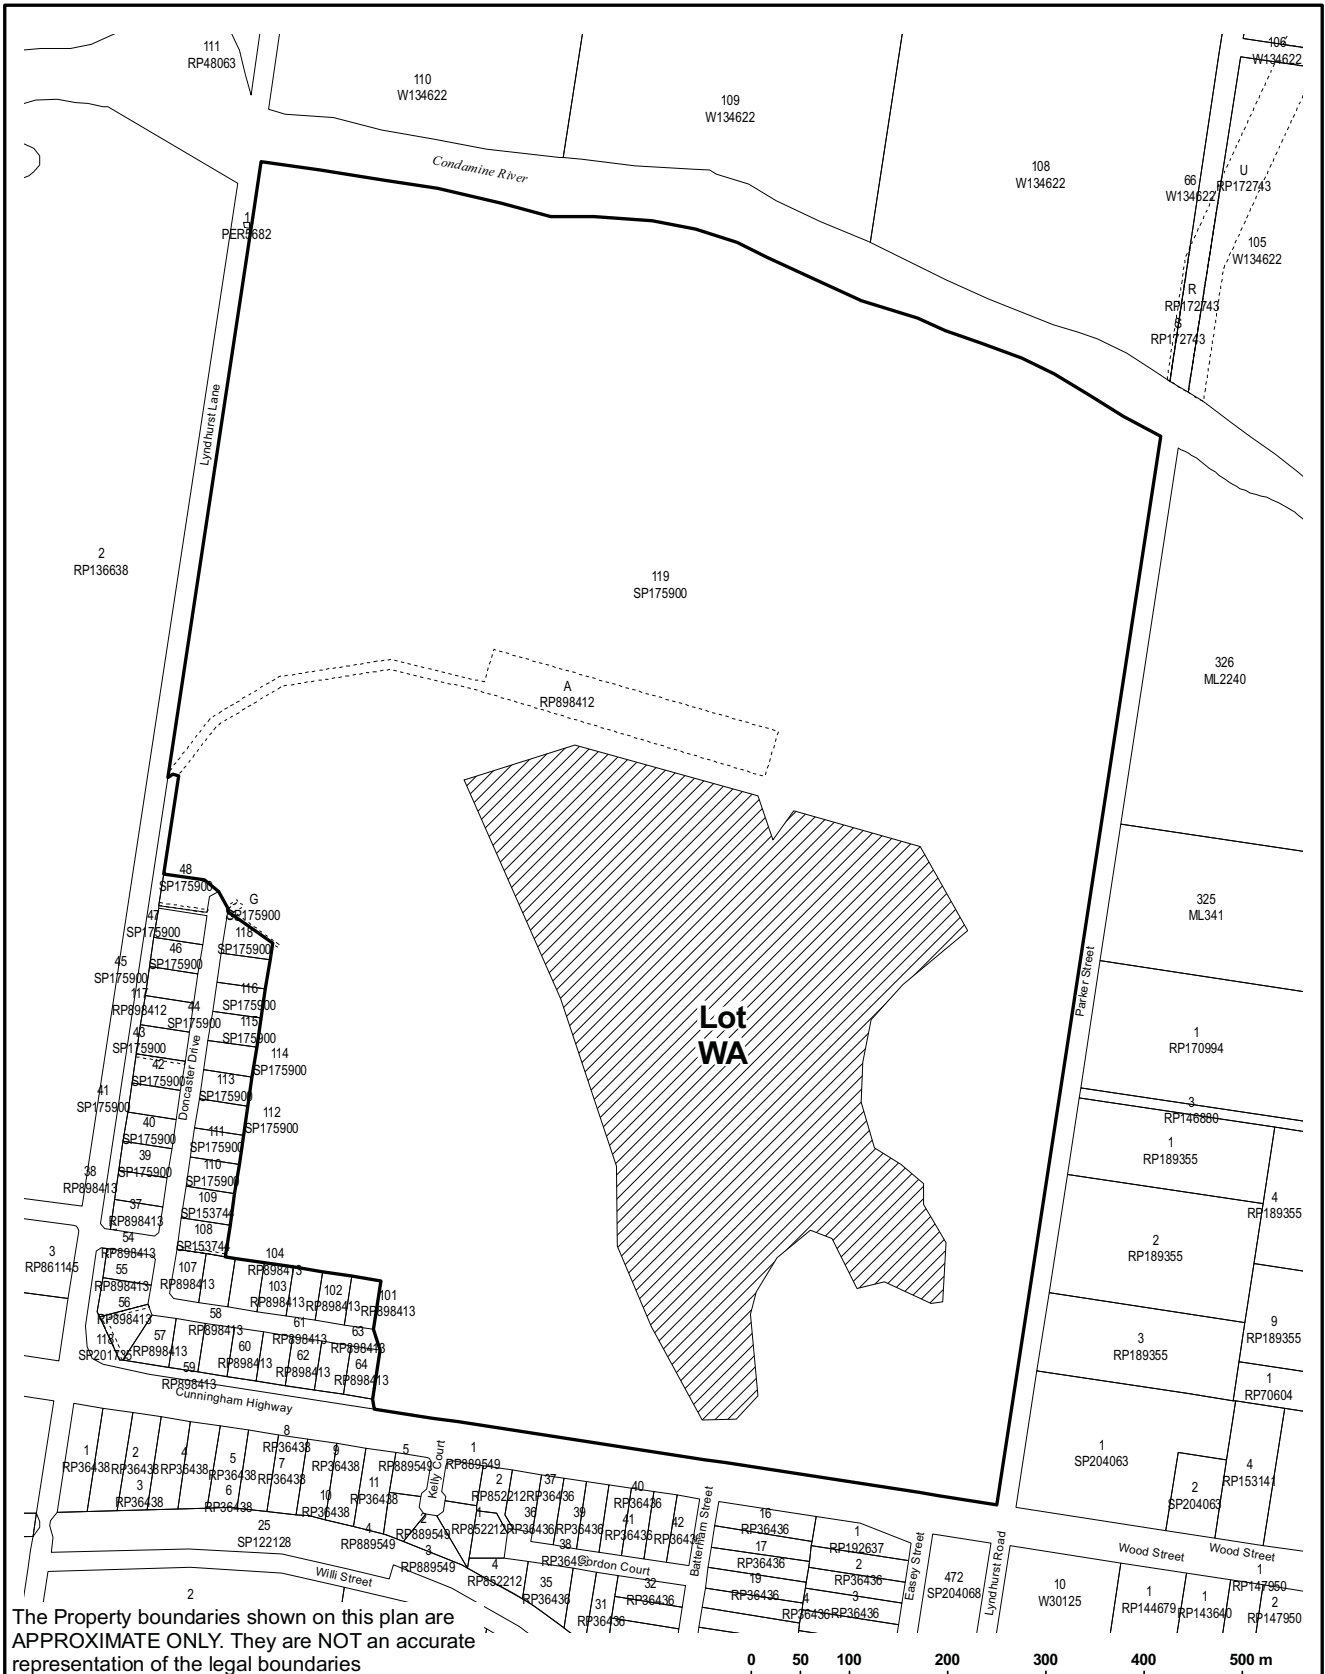 111
RP48063
110
W134622
109
W134622
108
W134622
106
W134622
66
W134622
U
RP172743
105
W134622
R
RP172743
S
RP172743
Condamine River
1
PER5682
Lyndhurst Lane
2
RP136638
119
SP175900
A
RP898412
326
ML2240
325
ML341
Parker Street
1
RP170994
3
RP146880
1
RP189355
4
RP189355
2
RP189355
9
RP189355
3
RP189355
1
RP70604
1
SP204063
2
SP204063
4
RP153141
Lot
WA
48
SP175900
G
SP175900
47
SP175900
118
SP175900
46
SP175900
45
SP175900
116
SP175900
117
RP898412
44
SP175900
115
SP175900
43
SP175900
114
SP175900
42
SP175900
113
SP175900
41
SP175900
112
SP175900
Doncaster Drive
40
SP175900
111
SP175900
39
SP175900
110
SP175900
38
RP898413
109
SP153744
37
RP898413
108
SP153744
54
RP898413
3
RP861145
55
RP898413
107
RP898413
104
RP898413
103
RP898413
102
RP898413
101
RP898413
56
RP898413
58
RP898413
61
RP898413
63
RP898413
118
SP201735
57
RP898413
60
RP898413
62
RP898413
64
RP898413
59
RP898413
Cunningham Highway
1
RP36438
2
RP36438
3
RP36438
4
RP36438
5
RP36438
6
RP36438
8
RP36438
7
RP36438
9
RP36438
10
RP36438
11
RP36438
5
RP889549
Kelly Court
1
RP889549
2
RP852212
37
RP36436
40
RP36436
1
RP852212
36
RP36436
39
RP36436
41
RP36436
42
RP36436
2
RP889549
4
RP889549
3
RP889549
38
RP36436
Gordon Court
4
RP852212
35
RP36436
31
RP36436
32
RP36436
25
SP122128
Willi Street
2
Batterham Street
16
RP36436
17
RP36436
19
RP36436
4
RP36436
1
RP192637
2
RP36436
3
RP36436
Easey Street
472
SP204068
Lyndhurst Road
10
W30125
Wood Street
Wood Street
1
RP144679
1
RP143640
1
RP147950
2
RP147950
The Property boundaries shown on this plan are
APPROXIMATE ONLY. They are NOT an accurate
representation of the legal boundaries
0 50 100 200 300 400 500 m